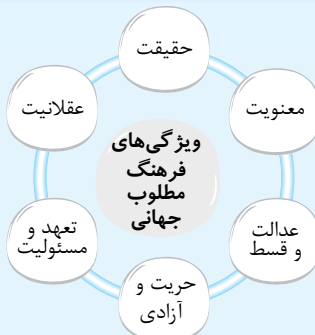 حقیقت
معنویت
عدالت
و قسط
حریت و
آزادی
تعهد و
مسئولیت
عقلانیت
ویژگی‌های
فرهنگ
مطلوب
جهانی